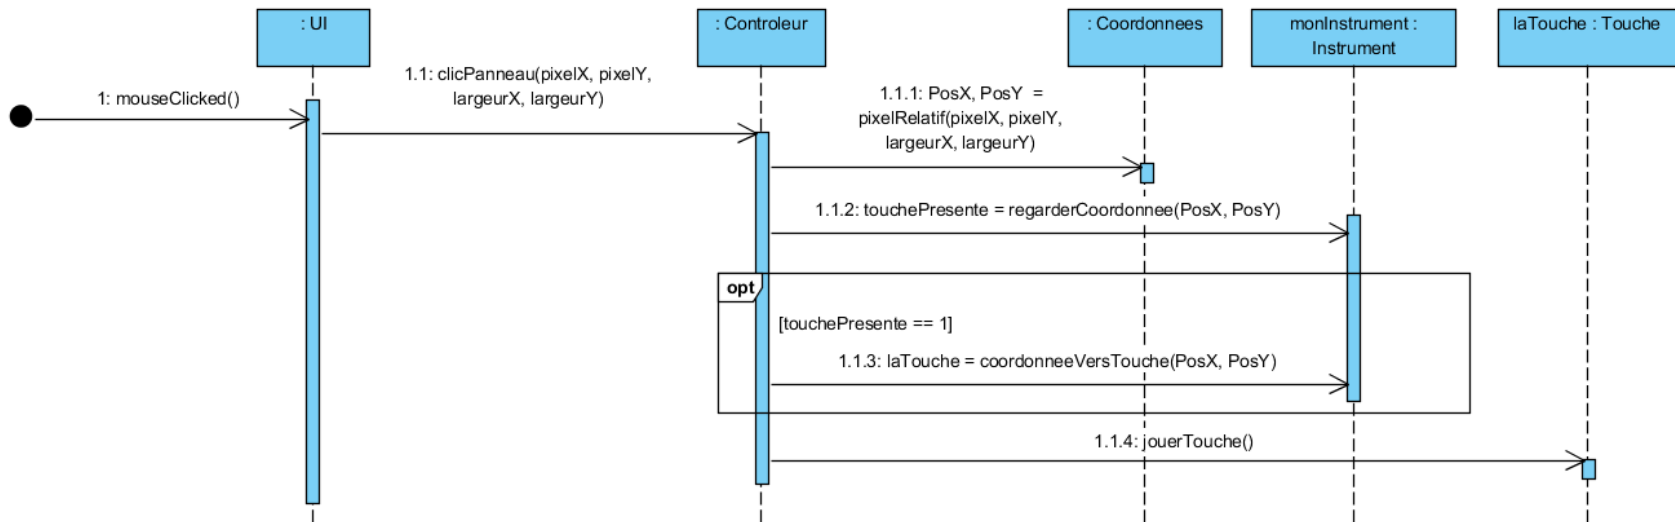 : UI
: Controleur
: Coordonnees
monInstrument :
Instrument
laTouche : Touche
1: mouseClicked()
1.1: clicPanneau(pixelX, pixelY,
largeurX, largeurY)
1.1.1: PosX, PosY =
pixelRelatif(pixelX, pixelY,
largeurX, largeurY)
1.1.2: touchePresente = regarderCoordonnee(PosX, PosY)
opt
[touchePresente == 1]
1.1.3: laTouche = coordonneeVersTouche(PosX, PosY)
1.1.4: jouerTouche()